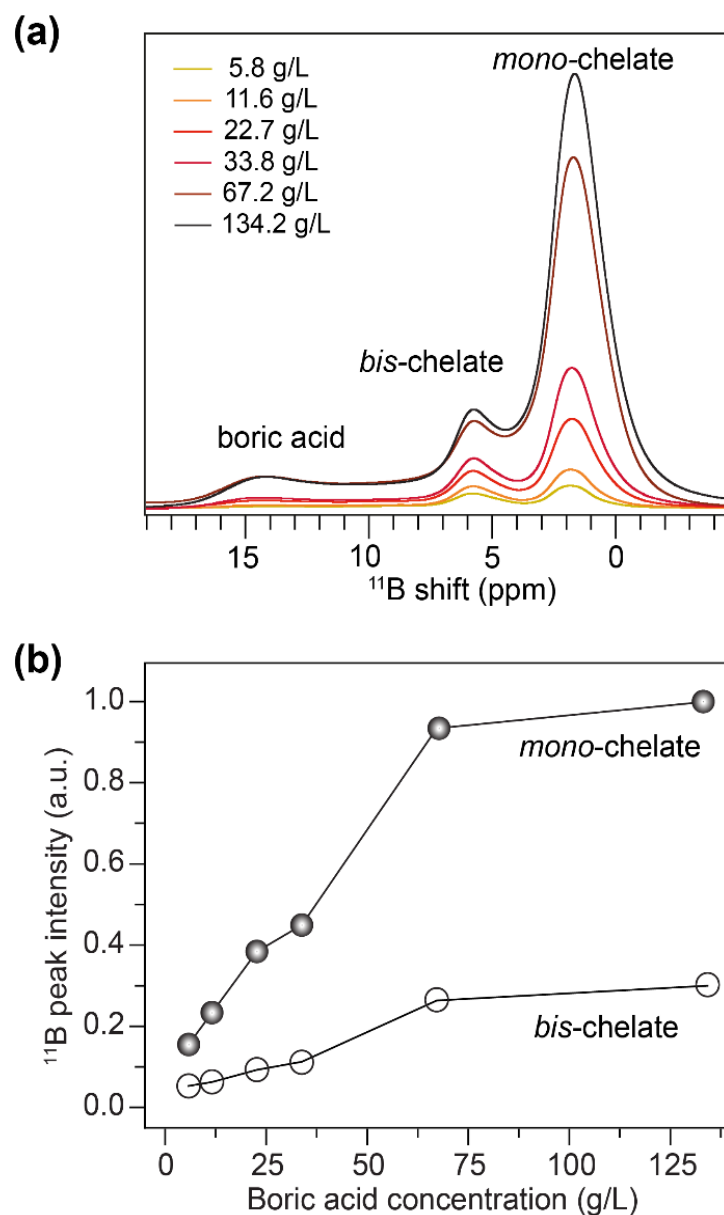 (a)
mono-chelate
5.8 g/L
11.6 g/L
22.7 g/L
33.8 g/L
67.2 g/L
134.2 g/L
bis-chelate
boric acid
15 10 5 0
¹¹B shift (ppm)
(b)
1.0
0.8
0.6
0.4
0.2
0.0
¹¹B peak intensity (a.u.)
mono-chelate
bis-chelate
0 25 50 75 100 125
Boric acid concentration (g/L)